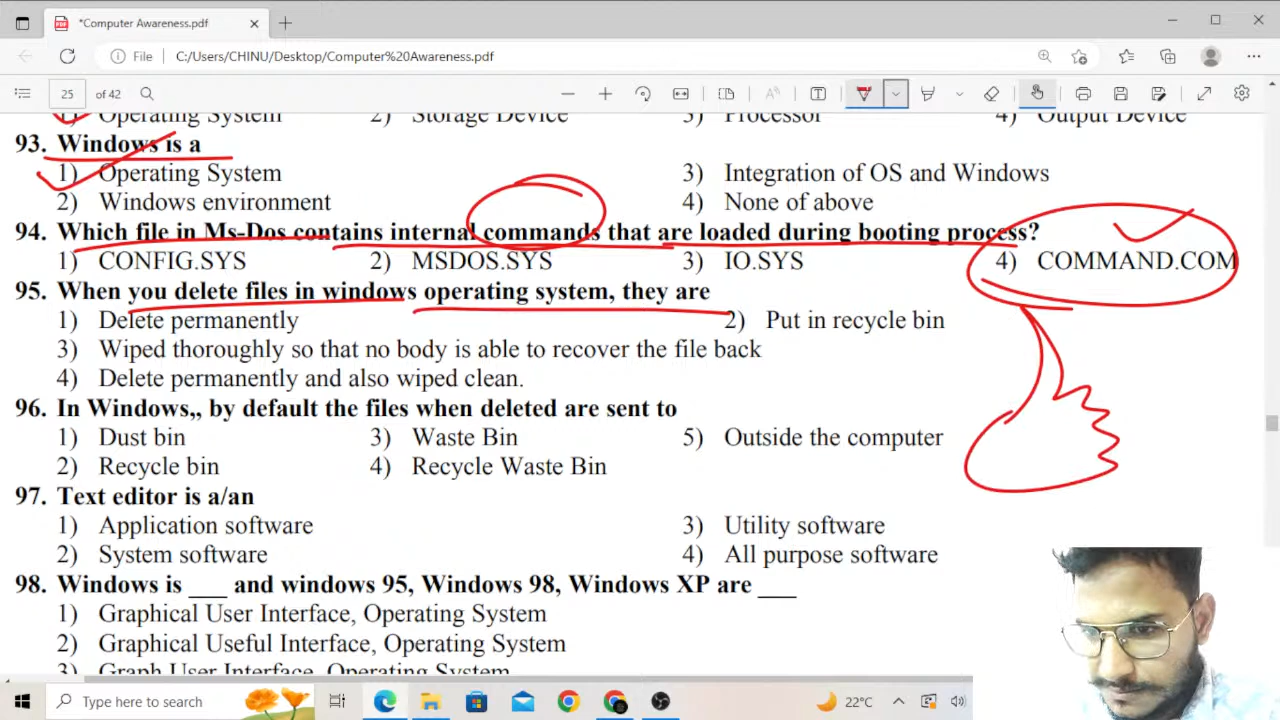 *Computer Awareness.pdf
File C:/Users/CHINU/Desktop/Computer%20Awareness.pdf
25 of 42
1) Operating System 2) Storage Device 3) Processor 4) Output Device
93. Windows is a
1) Operating System 3) Integration of OS and Windows
2) Windows environment 4) None of above
94. Which file in Ms-Dos contains internal commands that are loaded during booting process?
1) CONFIG.SYS 2) MSDOS.SYS 3) IO.SYS 4) COMMAND.COM
95. When you delete files in windows operating system, they are
1) Delete permanently 2) Put in recycle bin
3) Wiped thoroughly so that no body is able to recover the file back
4) Delete permanently and also wiped clean.
96. In Windows,, by default the files when deleted are sent to
1) Dust bin 3) Waste Bin 5) Outside the computer
2) Recycle bin 4) Recycle Waste Bin
97. Text editor is a/an
1) Application software 3) Utility software
2) System software 4) All purpose software
98. Windows is ___ and windows 95, Windows 98, Windows XP are ___
1) Graphical User Interface, Operating System
2) Graphical Useful Interface, Operating System
3) Graph User Interface, Operating System
Type here to search 22°C